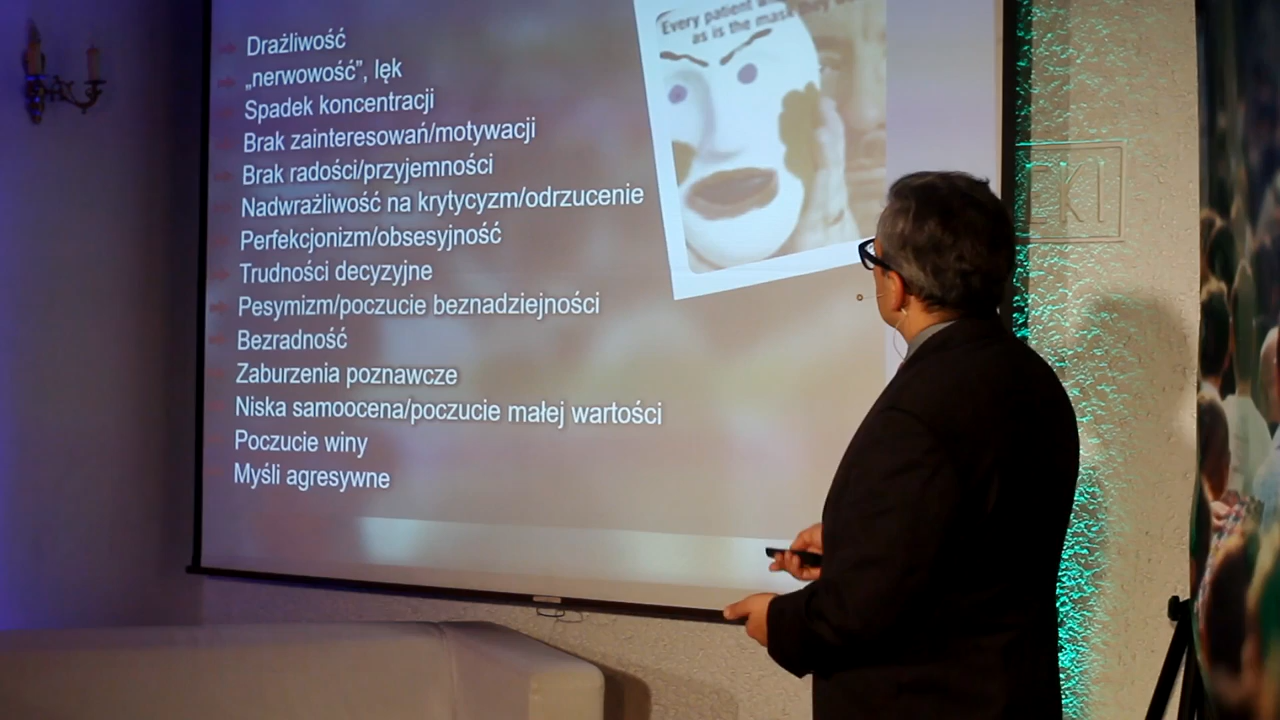 Drażliwość
„nerwowość”, lęk
Spadek koncentracji
Brak zainteresowań/motywacji
Brak radości/przyjemności
Nadwrażliwość na krytycyzm/odrzucenie
Perfekcjonizm/obsesyjność
Trudności decyzyjne
Pesymizm/poczucie beznadziejności
Bezradność
Zaburzenia poznawcze
Niska samoocena/poczucie małej wartości
Poczucie winy
Myśli agresywne
Every patient
as is the mask they
EKI